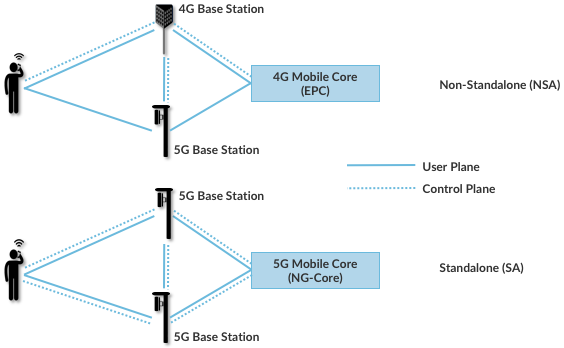 4G Base Station
4G Mobile Core
(EPC)
Non-Standalone (NSA)
5G Base Station
User Plane
Control Plane
5G Base Station
5G Mobile Core
(NG-Core)
Standalone (SA)
5G Base Station